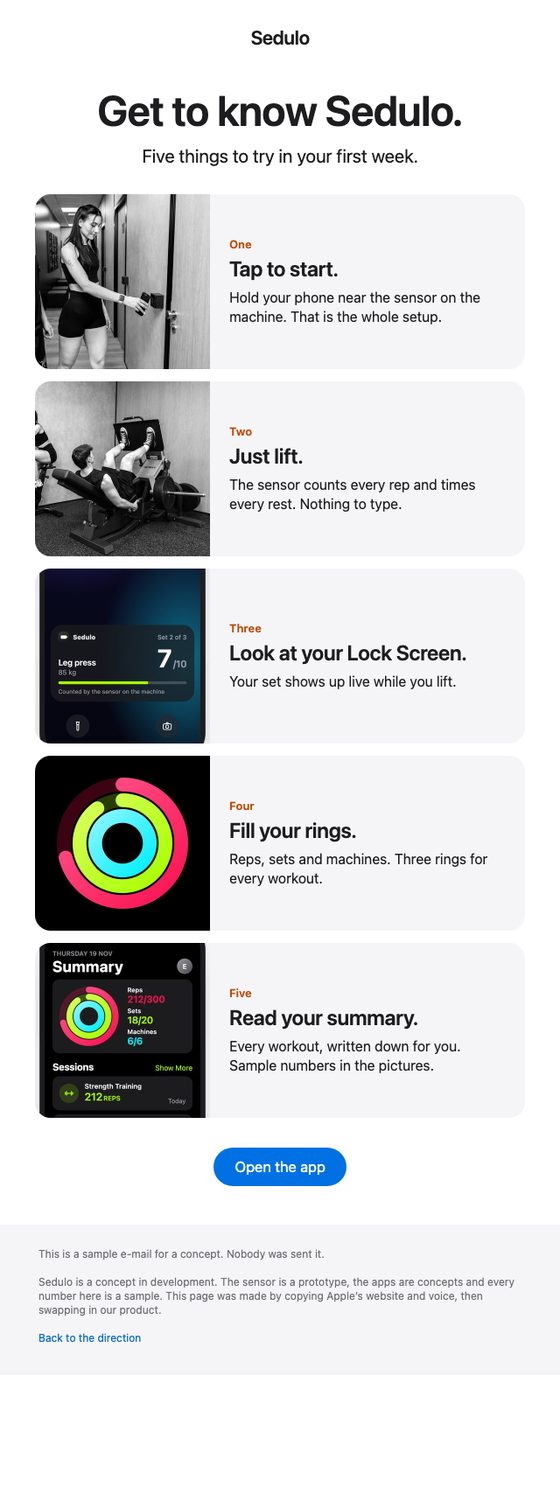 Sedulo
Get to know Sedulo.
Five things to try in your first week.
One
Tap to start.
Hold your phone near the sensor on the
machine. That is the whole setup.
Two
Just lift.
The sensor counts every rep and times
every rest. Nothing to type.
Sedulo
Set 2 of 3
Leg press
85 kg
7/10
Counted by the sensor on the machine
Three
Look at your Lock Screen.
Your set shows up live while you lift.
Four
Fill your rings.
Reps, sets and machines. Three rings for
every workout.
THURSDAY 19 NOV
Summary
E
Reps
212/300
Sets
18/20
Machines
6/6
Sessions
Show More
Strength Training
212REPS
Today
Five
Read your summary.
Every workout, written down for you.
Sample numbers in the pictures.
Open the app
This is a sample e-mail for a concept. Nobody was sent it.
Sedulo is a concept in development. The sensor is a prototype, the apps are concepts and every
number here is a sample. This page was made by copying Apple's website and voice, then
swapping in our product.
Back to the direction